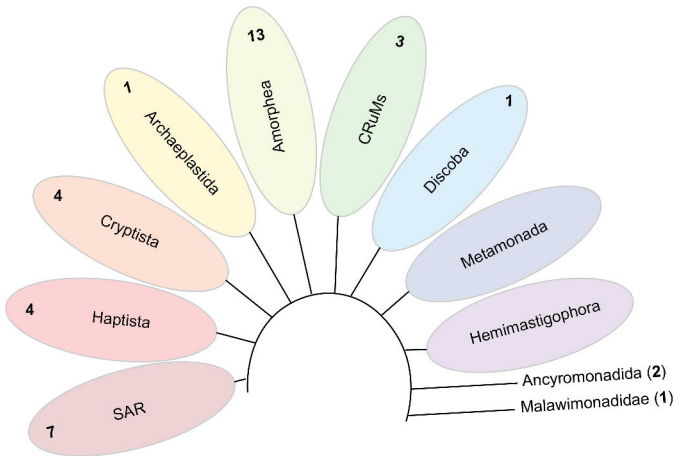 13
Amorphea
3
CRuMs
1
Archaeplastida
1
Discoba
4
Cryptista
Metamonada
4
Haptista
Hemimastigophora
7
SAR
Ancyromonadida (2)
Malawimonadidae (1)